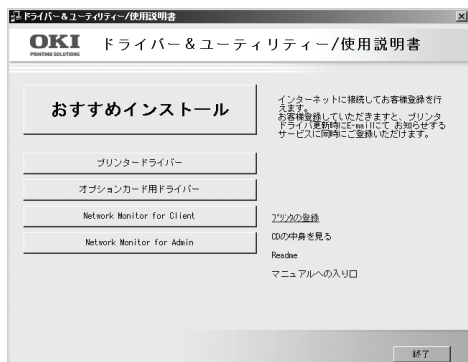 ドライバー＆ユーティリティー/使用説明書
OKI
PRINTING SOLUTIONS
ドライバー＆ユーティリティー/使用説明書
おすすめインストール
インターネットに接続してお客様登録を行
えます。
お客様登録していただきますと、プリンタ
ドライバ更新時にE-mailにて お知らせする
サービスに同時にご登録いただけます。
プリンタードライバー
オプションカード用ドライバー
Network Monitor for Client
Network Monitor for Admin
プリンタの登録
CDの中身を見る
Readme
マニュアルへの入り口
終了